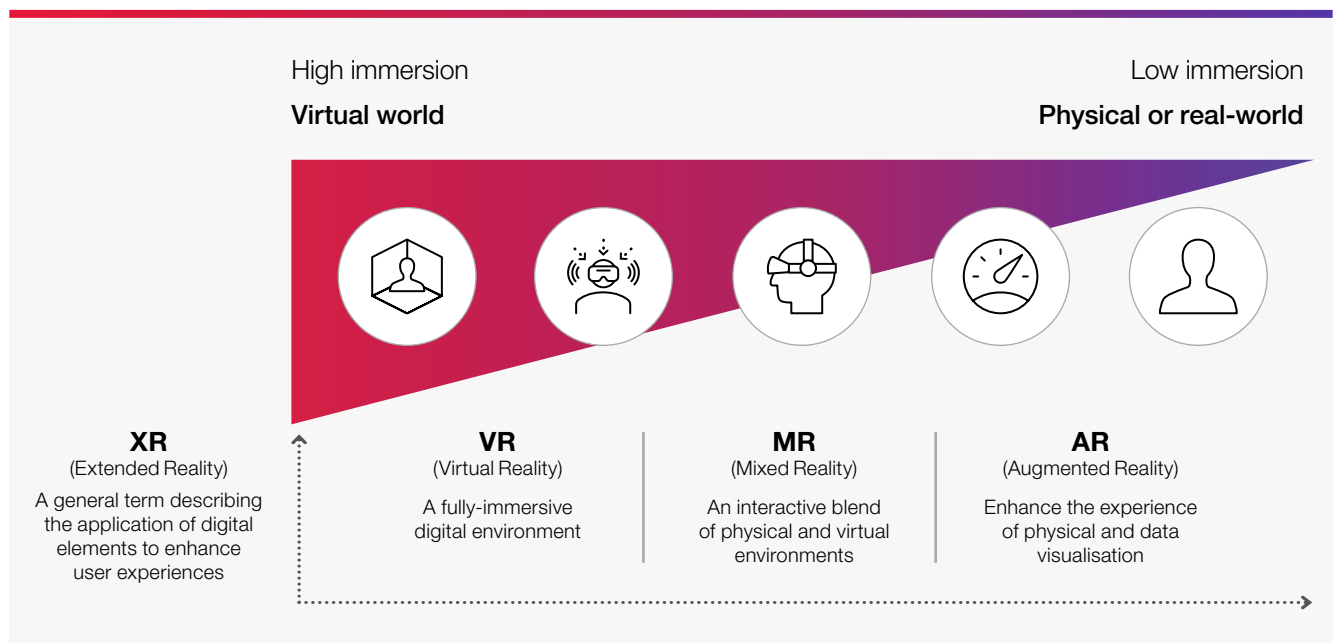 High immersion
Virtual world
Low immersion
Physical or real-world
XR
(Extended Reality)
A general term describing
the application of digital
elements to enhance
user experiences
VR
(Virtual Reality)
A fully-immersive
digital environment
MR
(Mixed Reality)
An interactive blend
of physical and virtual
environments
AR
(Augmented Reality)
Enhance the experience
of physical and data
visualisation